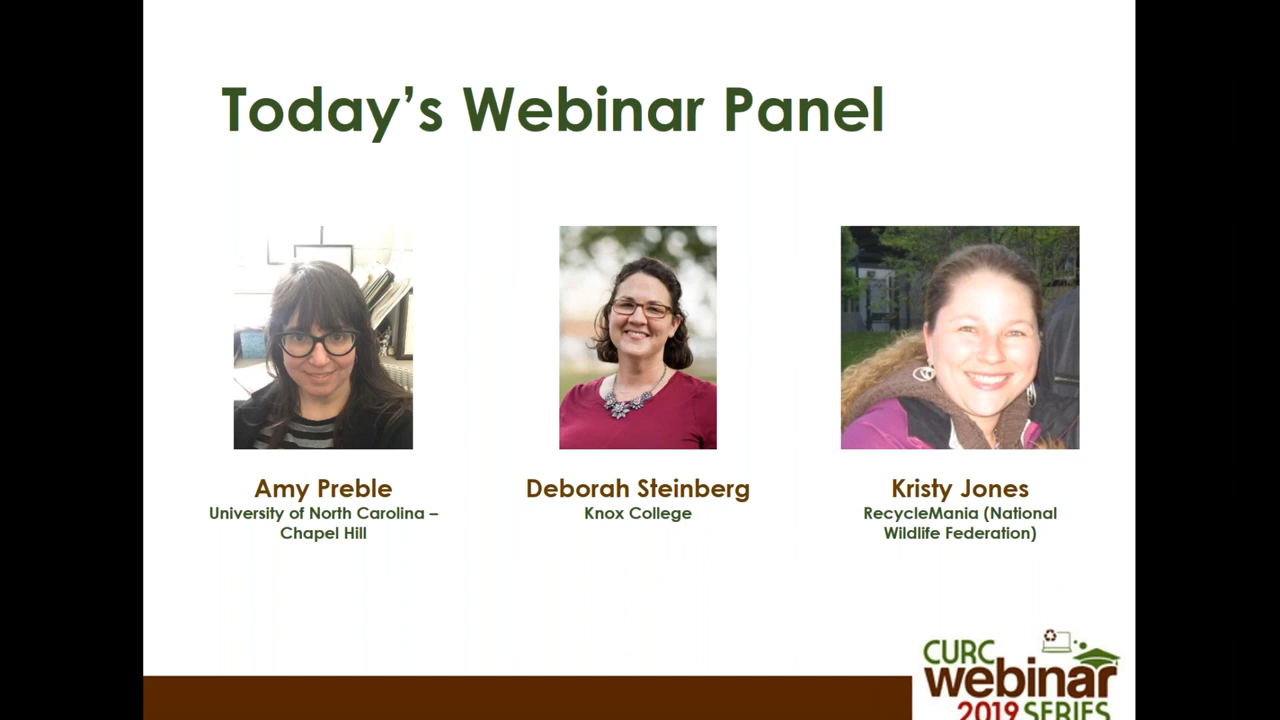 Today's Webinar Panel
Amy Preble
University of North Carolina –
Chapel Hill
Deborah Steinberg
Knox College
Kristy Jones
RecycleMania (National
Wildlife Federation)
CURC
webinar
2019 SERIES